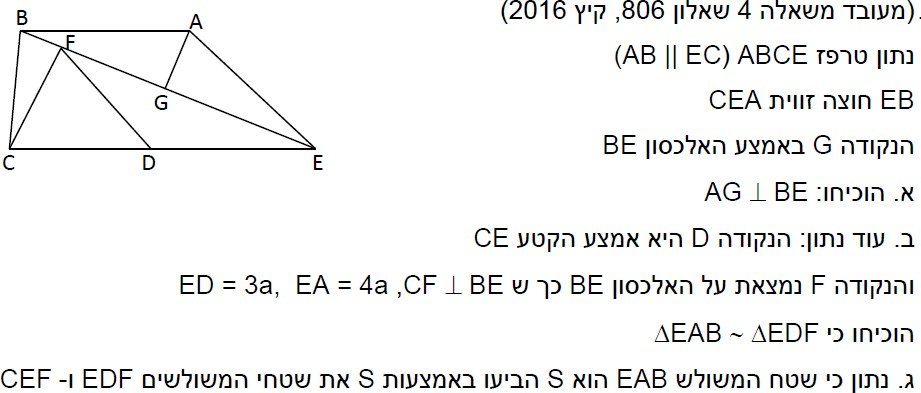 (מעובד משאלה 4 שאלון 806, קיץ 2016).
נתון טרפז ABCE (AB || EC)
EB חוצה זווית CEA
הנקודה G באמצע האלכסון BE
א. הוכיחו: AG ⊥ BE
ב. עוד נתון: הנקודה D היא אמצע הקטע CE
והנקודה F נמצאת על האלכסון BE כך ש CF ⊥ BE, ED = 3a, EA = 4a
הוכיחו כי ΔEAB ~ ΔEDF
ג. נתון כי שטח המשולש EAB הוא S הביעו באמצעות S את שטחי המשולשים EDF ו- CEF
B
A
F
G
C
D
E